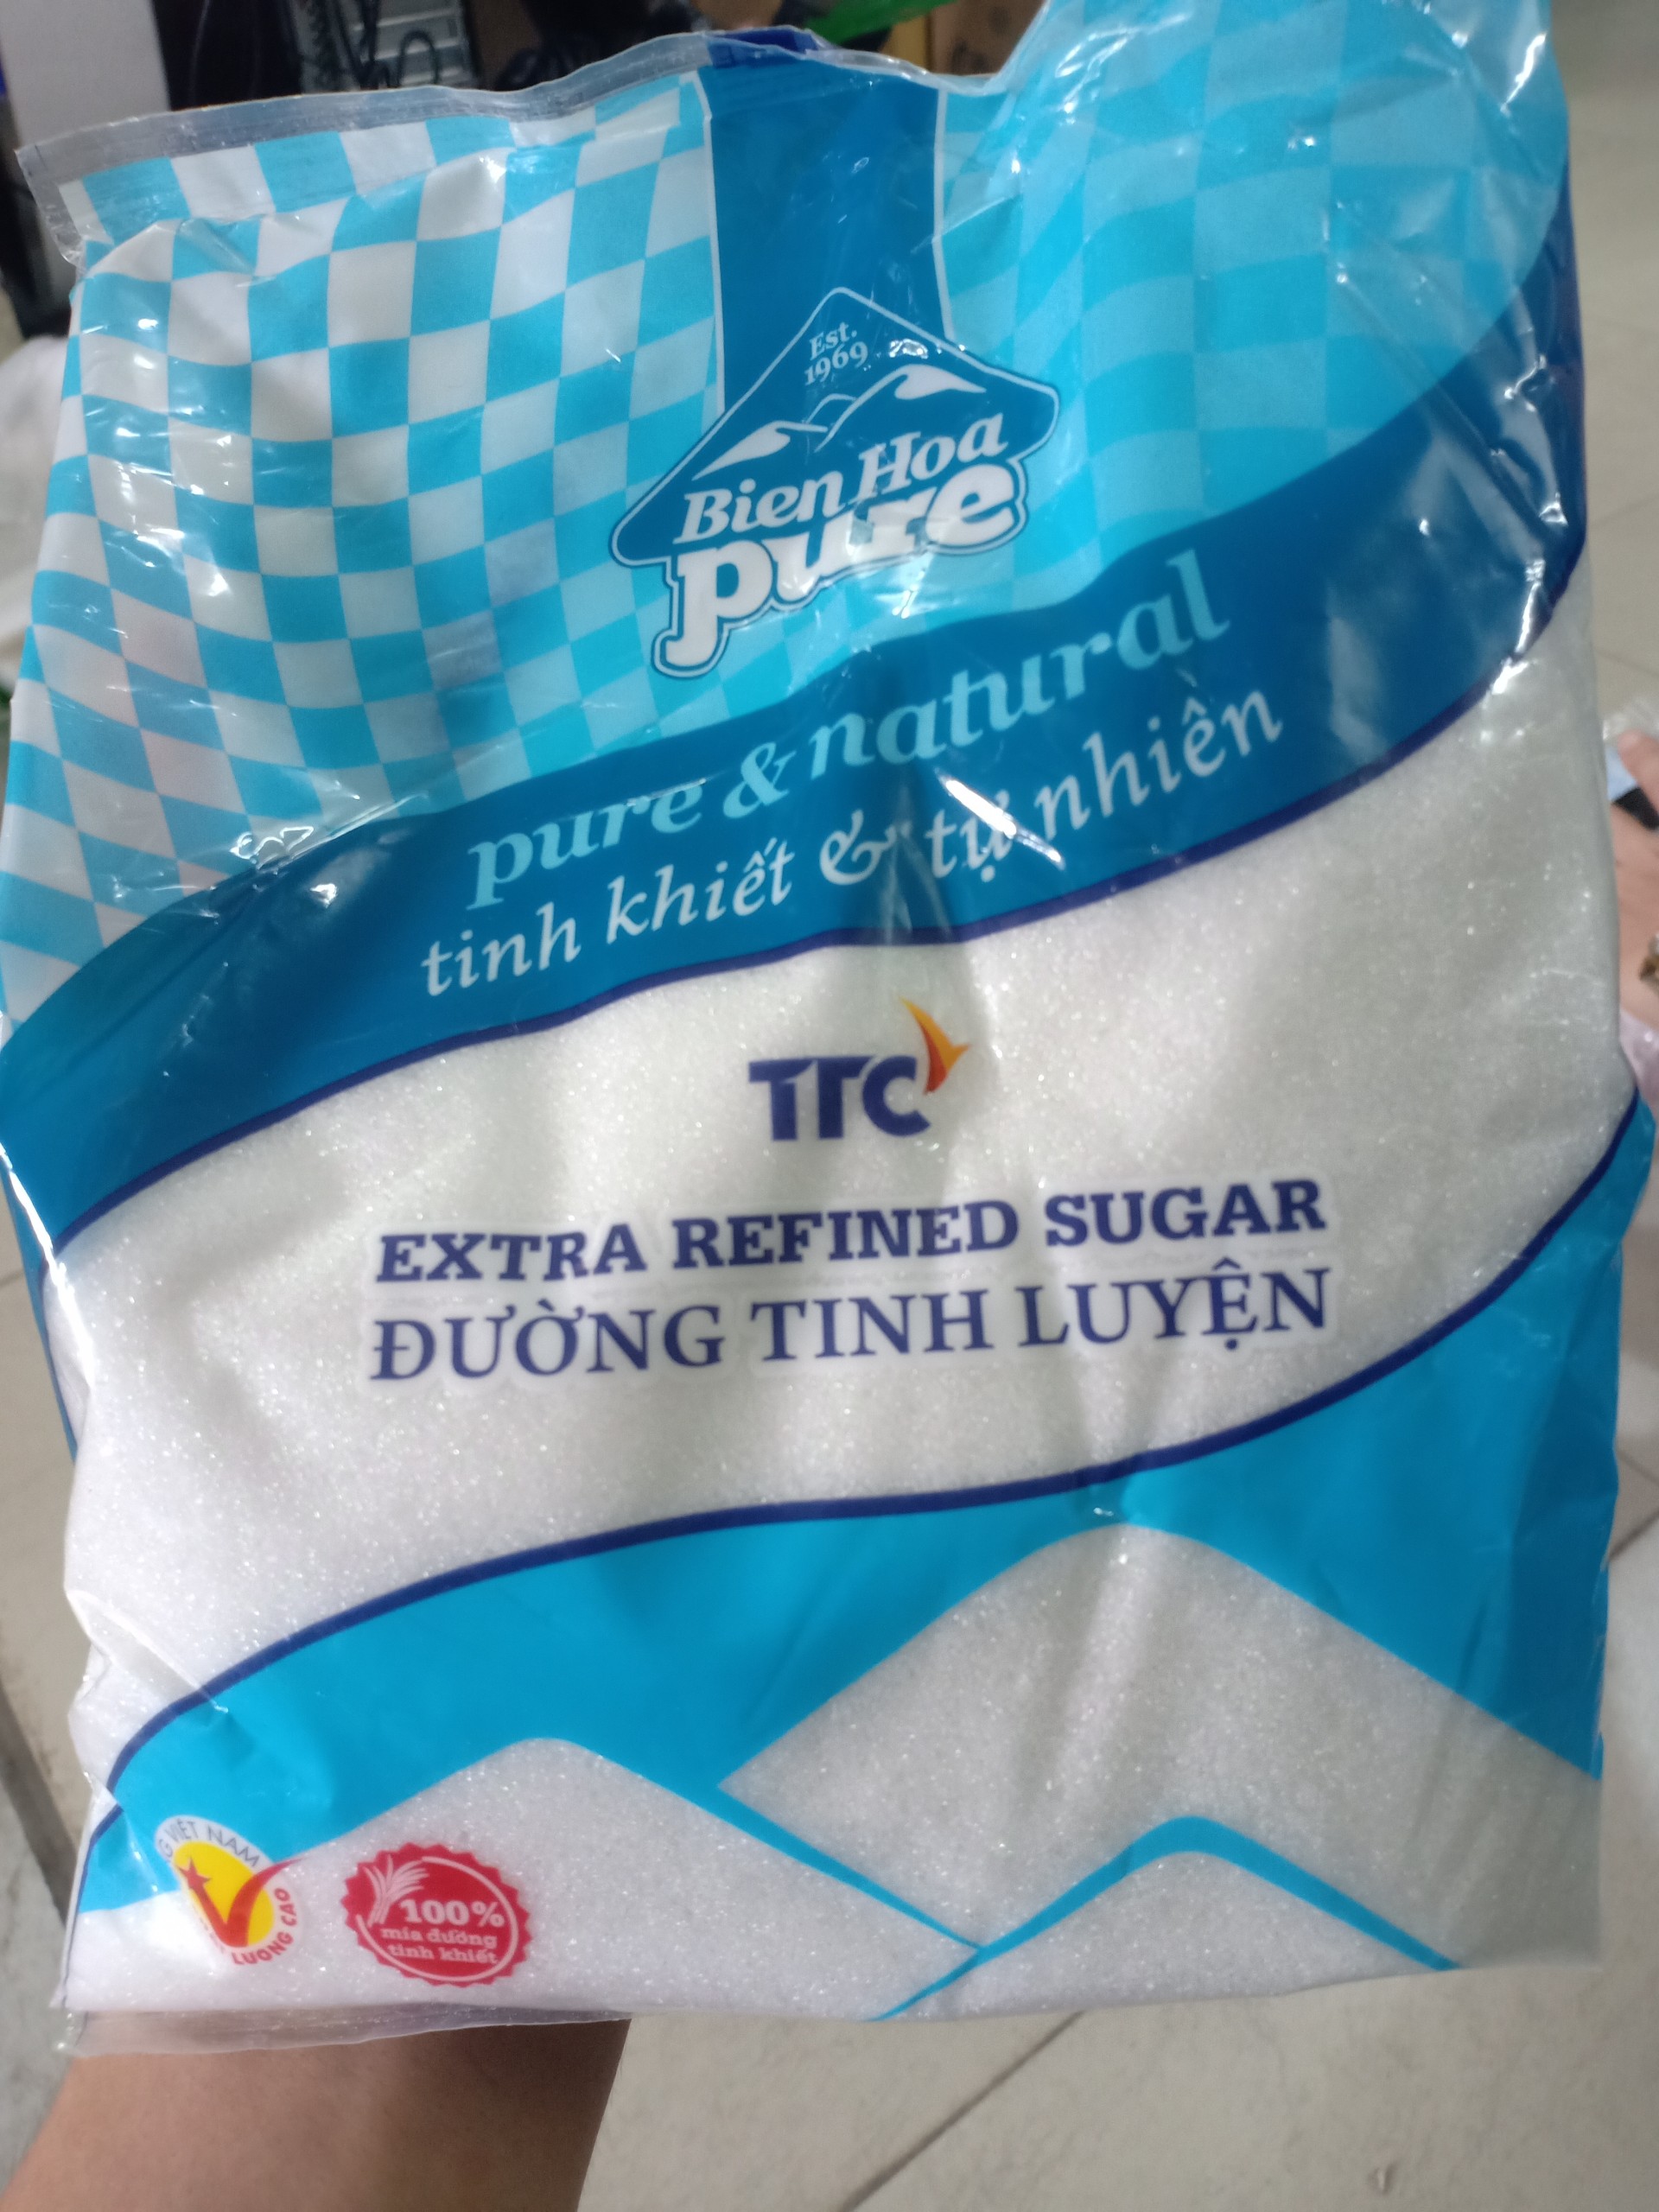 Est.
1969
Bien Hoa
pure
pure & natural
tinh khiết & tự nhiên
TTC
EXTRA REFINED SUGAR
ĐƯỜNG TINH LUYỆN
VIỆT NAM
LƯỢNG CAO
100%
mía đường
tinh khiết